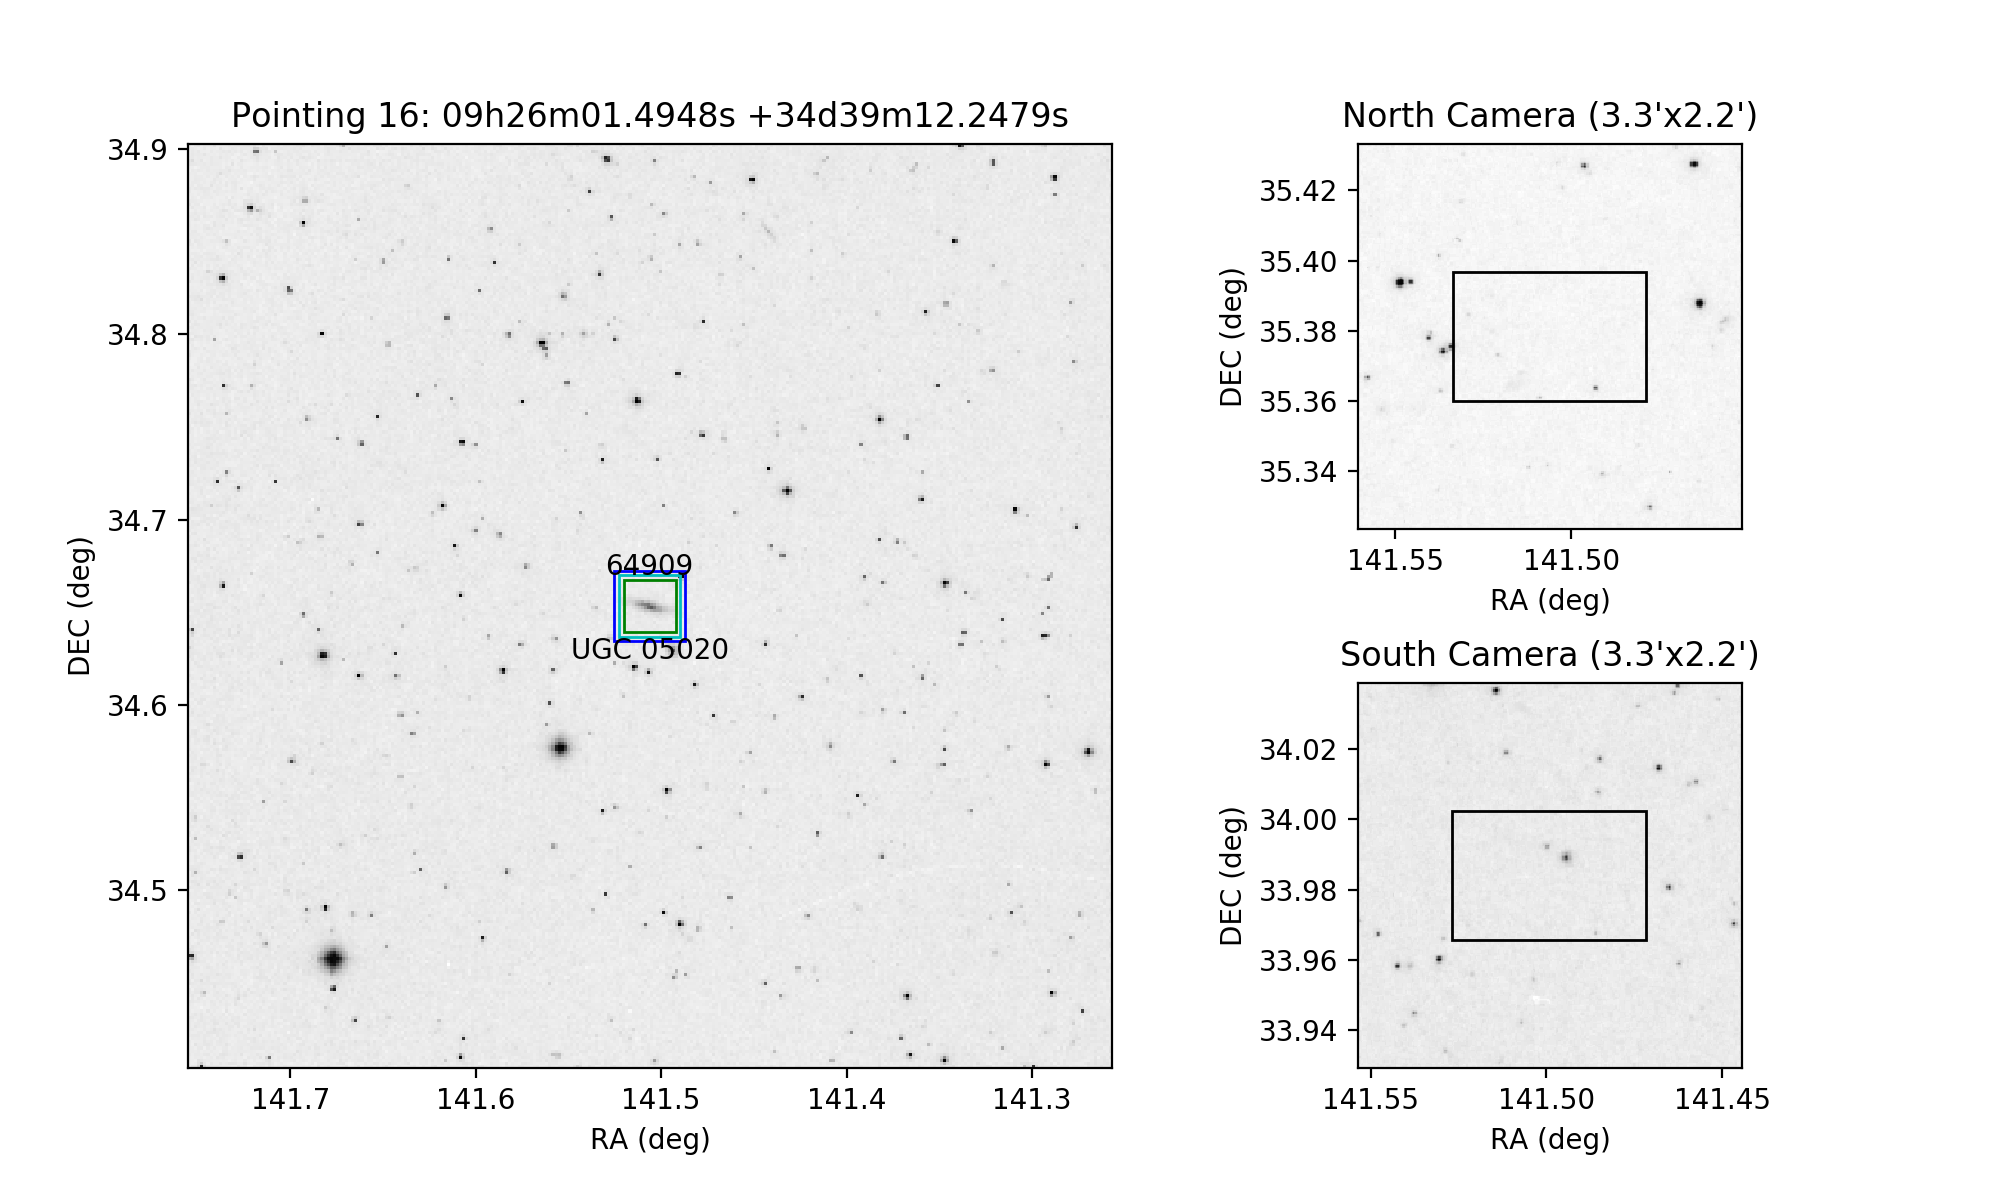 Pointing 16: 09h26m01.4948s +34d39m12.2479s
34.9
34.8
34.7
34.6
34.5
DEC (deg)
64909
UGC 05020
141.7 141.6 141.5 141.4 141.3
RA (deg)
North Camera (3.3'x2.2')
35.42
35.40
35.38
35.36
35.34
DEC (deg)
141.55 141.50
RA (deg)
South Camera (3.3'x2.2')
34.02
34.00
33.98
33.96
33.94
DEC (deg)
141.55 141.50 141.45
RA (deg)